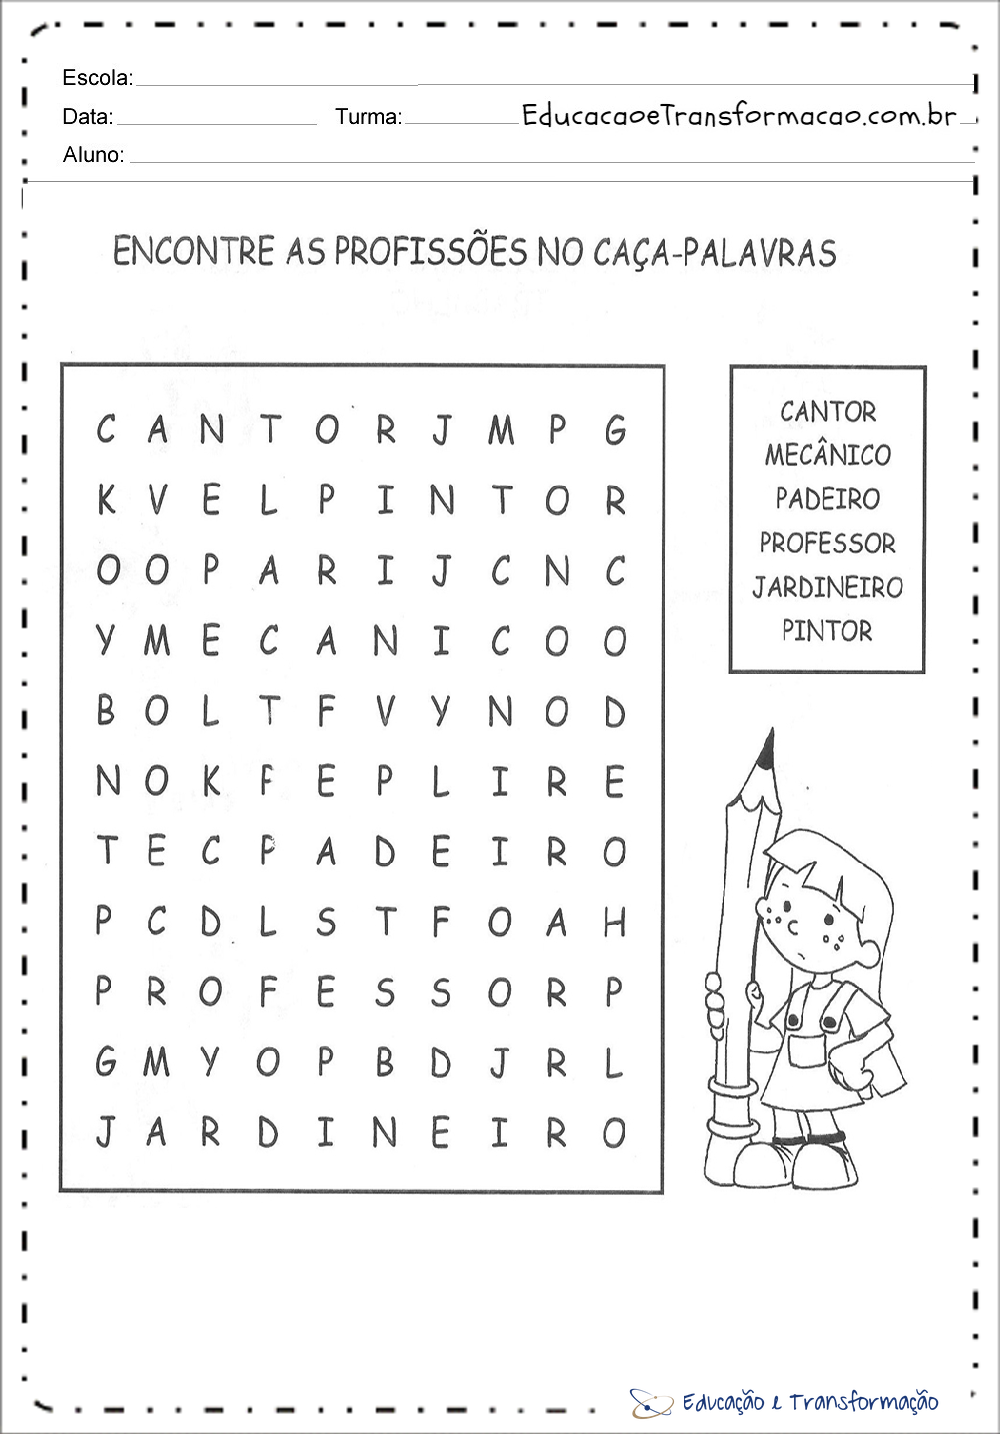 Escola:
Data: Turma: EducacaoeTransformacao.com.br
Aluno:
ENCONTRE AS PROFISSÕES NO CAÇA-PALAVRAS
C A N T O R J M P G
K V E L P I N T O R
O O P A R I J C N C
Y M E C A N I C O O
B O L T F V Y N O D
N O K F E P L I R E
T E C P A D E I R O
P C D L S T F O A H
P R O F E S S O R P
G M Y O P B D J R L
J A R D I N E I R O
CANTOR
MECÂNICO
PADEIRO
PROFESSOR
JARDINEIRO
PINTOR
Educação e Transformação